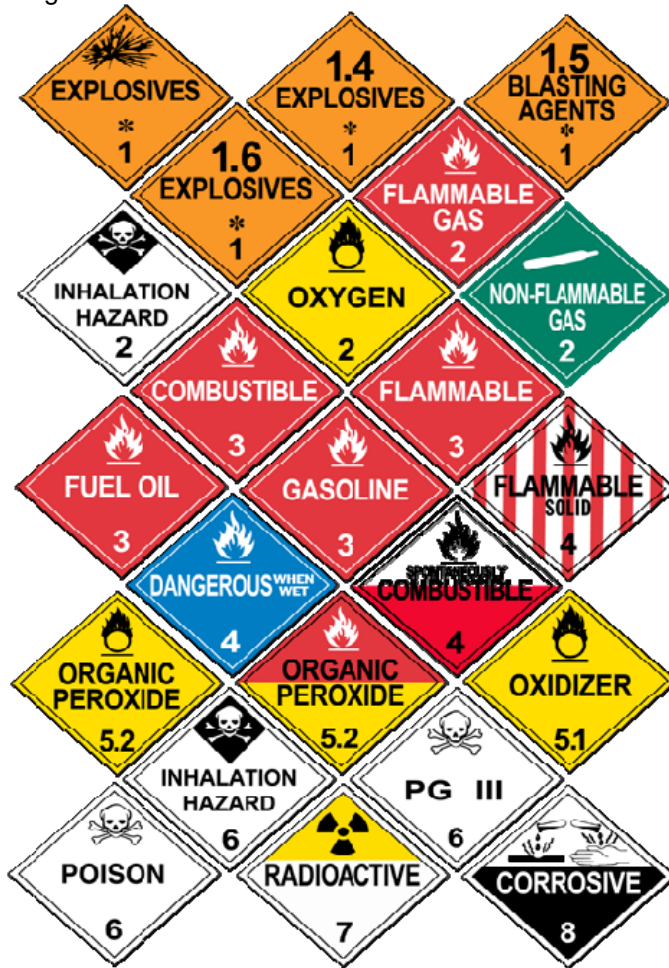 EXPLOSIVES
*
1
1.4
EXPLOSIVES
*
1
1.5
BLASTING
AGENTS
*
1
1.6
EXPLOSIVES
*
1
FLAMMABLE
GAS
2
INHALATION
HAZARD
2
OXYGEN
2
NON-FLAMMABLE
GAS
2
COMBUSTIBLE
3
FLAMMABLE
3
FUEL OIL
3
GASOLINE
3
FLAMMABLE
SOLID
4
DANGEROUS WHEN
WET
4
SPONTANEOUSLY
COMBUSTIBLE
4
ORGANIC
PEROXIDE
5.2
ORGANIC
PEROXIDE
5.2
OXIDIZER
5.1
INHALATION
HAZARD
6
PG III
6
POISON
6
RADIOACTIVE
7
CORROSIVE
8